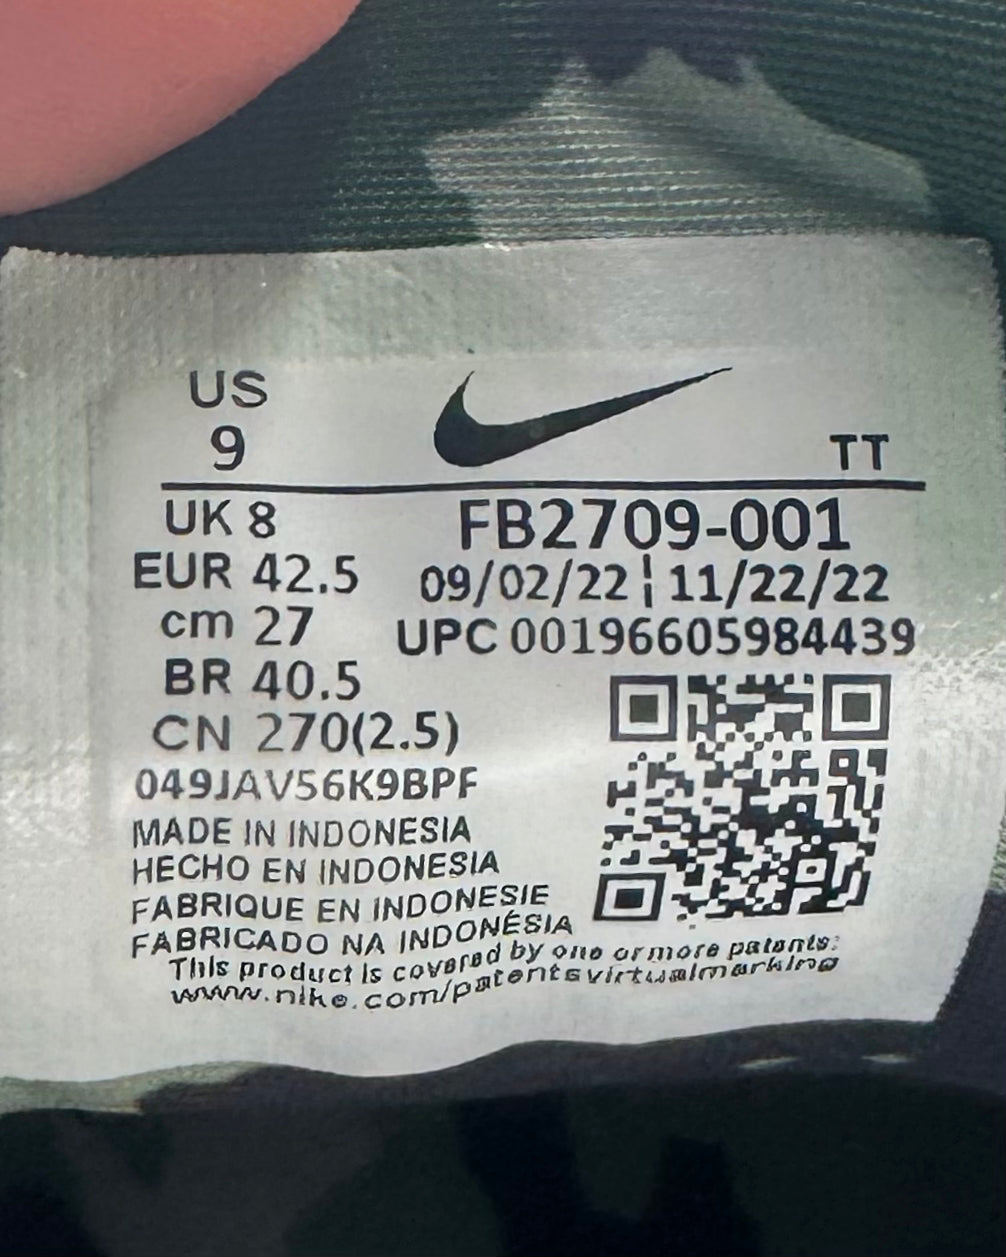 US
9
TT
UK 8
EUR 42.5
cm 27
BR 40.5
CN 270(2.5)
FB2709-001
09/02/22 ¦ 11/22/22
UPC 00196605984439
049JAV56K9BPF
MADE IN INDONESIA
HECHO EN INDONESIA
FABRIQUE EN INDONESIE
FABRICADO NA INDONÉSIA
This product is covered by one or more patents:
www.nike.com/patentsvirtualmarking